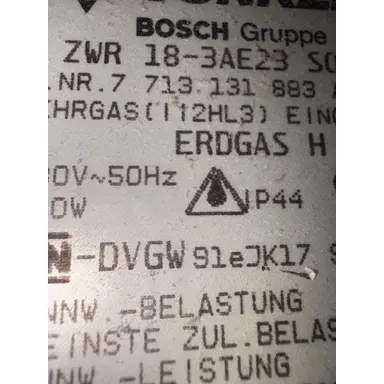 BOSCH Gruppe
ZWR 18-3AE23 S
.NR.7 713 131 883
HRGAS(II2HL3) EIN
ERDGAS H
0V~50Hz
0W IP44
N-DVGW 91eJK17
NW.-BELASTUNG
EINSTE ZUL.BELAS
NW.-LEISTUNG